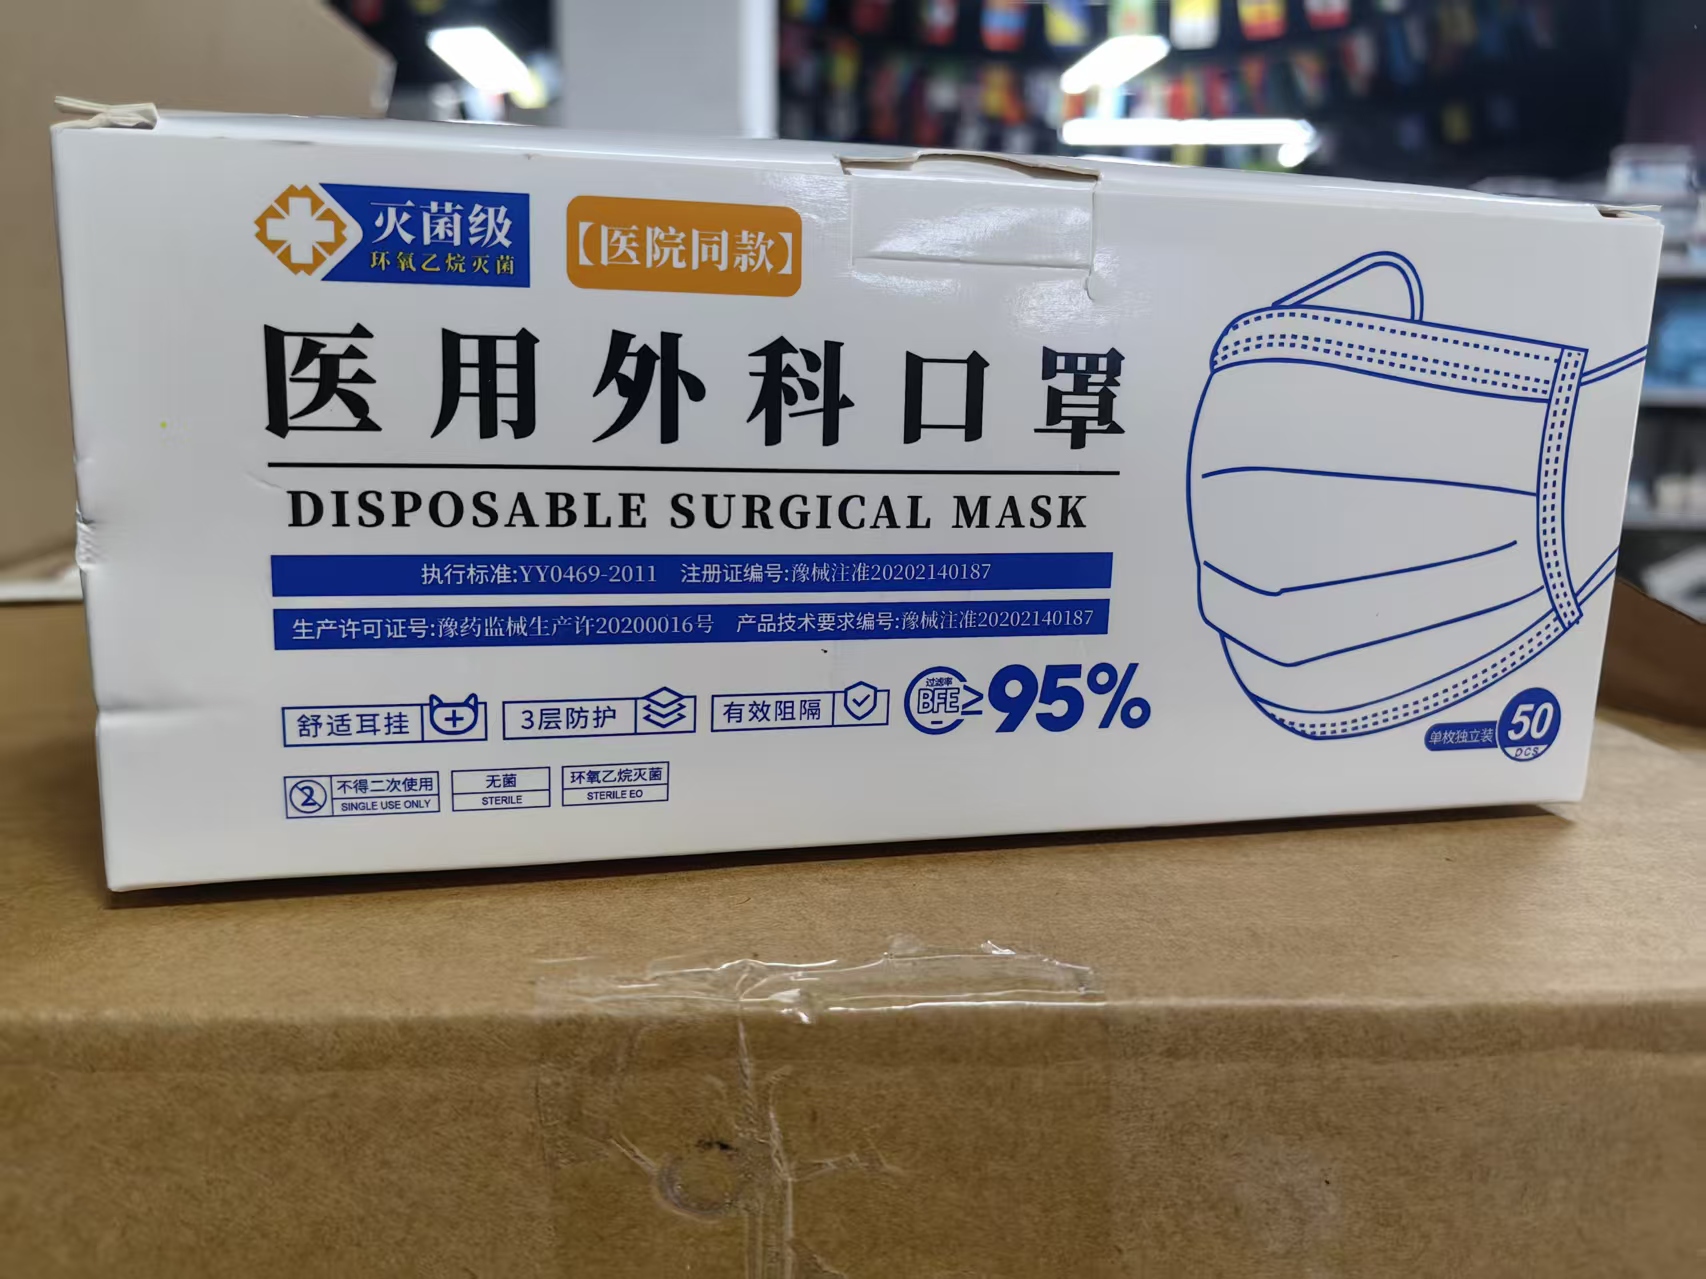 灭菌级
环氧乙烷灭菌
【医院同款】
医用外科口罩
DISPOSABLE SURGICAL MASK
执行标准:YY0469-2011 注册证编号:豫械注准20202140187
生产许可证号:豫药监械生产许20200016号 产品技术要求编号:豫械注准20202140187
舒适耳挂
3层防护
有效阻隔
过滤率
BFE≥95%
单枚独立装
50
pcs
2
不得二次使用
SINGLE USE ONLY
无菌
STERILE
环氧乙烷灭菌
STERILE EO